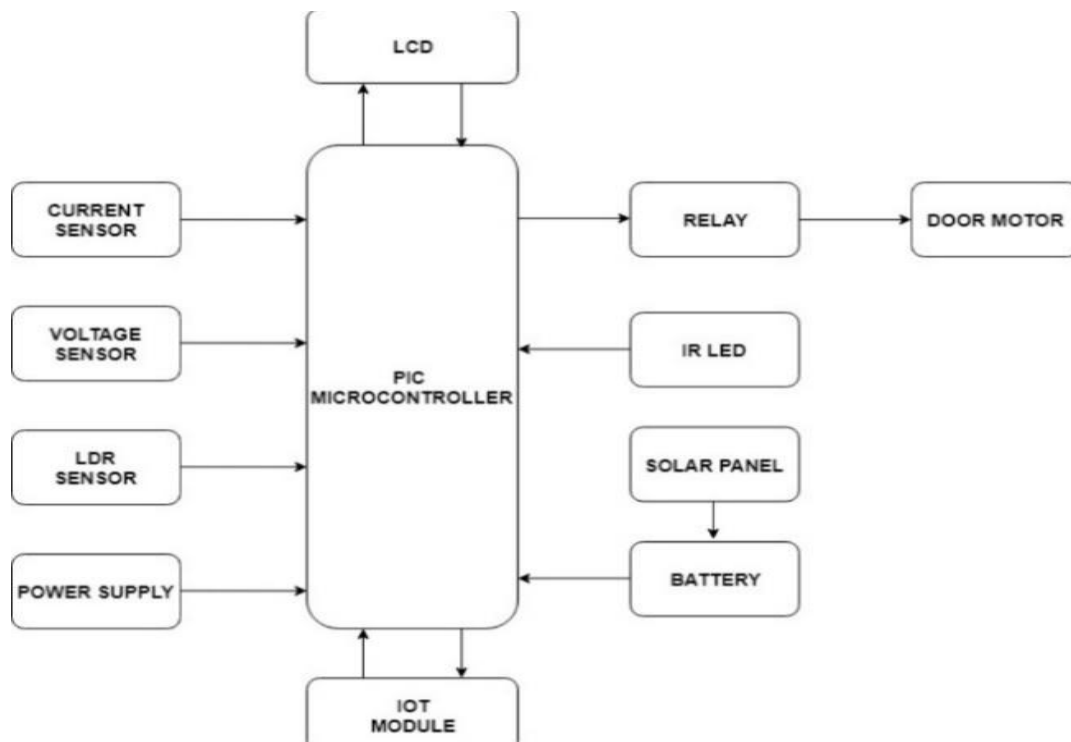 LCD
CURRENT
SENSOR
RELAY
DOOR MOTOR
VOLTAGE
SENSOR
IR LED
PIC
MICROCONTROLLER
LDR
SENSOR
SOLAR PANEL
POWER SUPPLY
BATTERY
IOT
MODULE